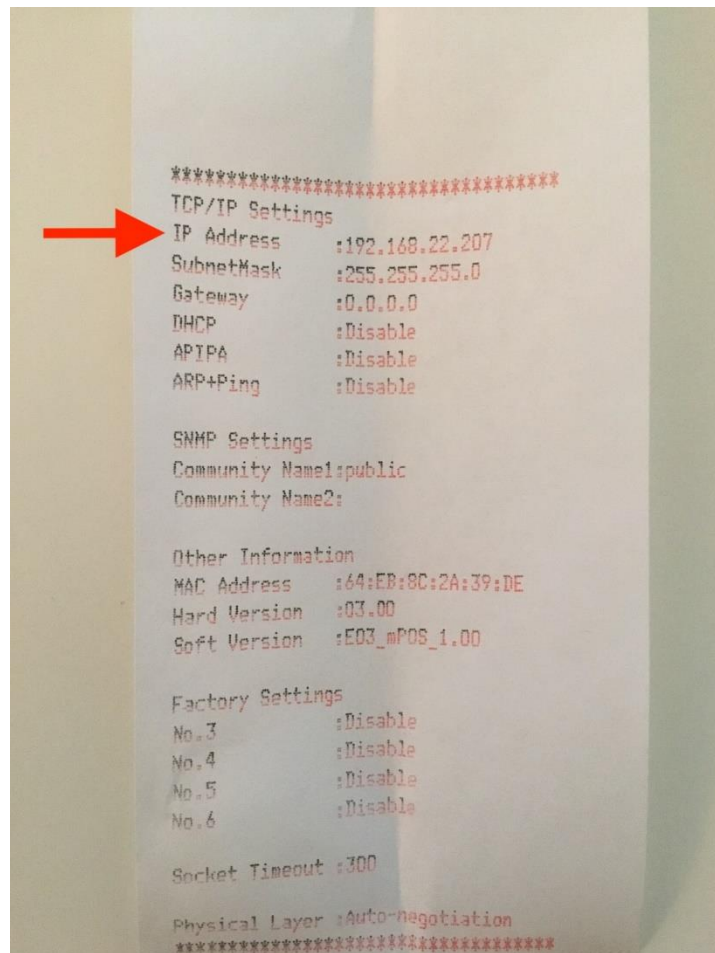 ************************************
TCP/IP Settings
IP Address :192.168.22.207
SubnetMask :255.255.255.0
Gateway :0.0.0.0
DHCP :Disable
APIPA :Disable
ARP+Ping :Disable
SNMP Settings
Community Name1:public
Community Name2:
Other Information
MAC Address :64:EB:8C:2A:39:DE
Hard Version :03.00
Soft Version :E03_mPOS_1.00
Factory Settings
No.3 :Disable
No.4 :Disable
No.5 :Disable
No.6 :Disable
Socket Timeout :300
Physical Layer :Auto-negotiation
************************************